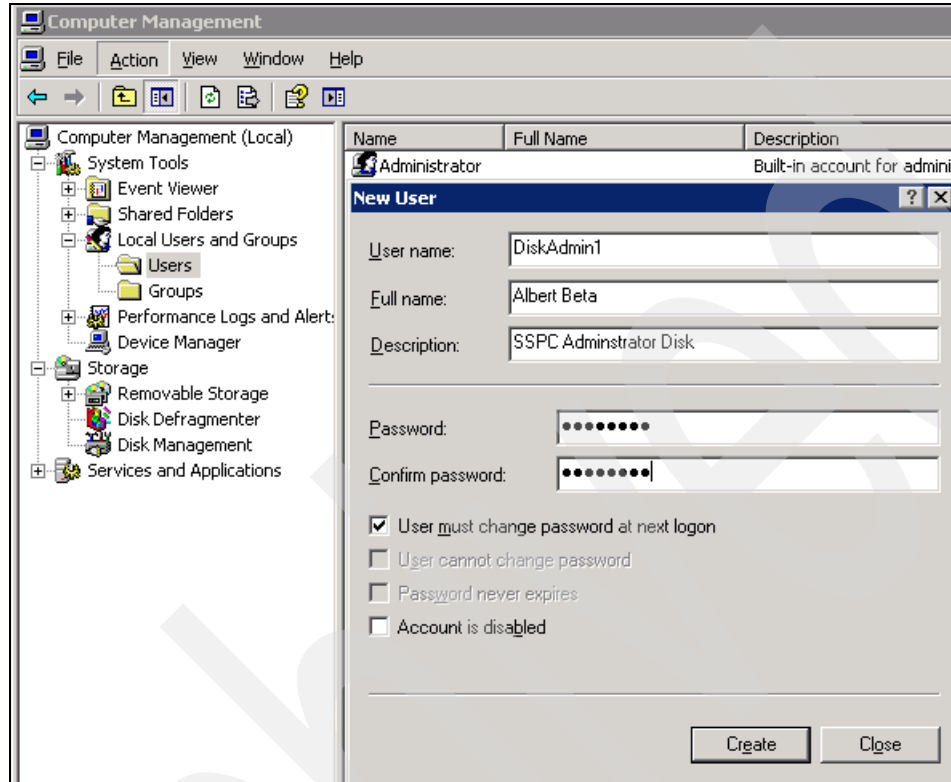 Computer Management
File Action View Window Help
Computer Management (Local)
System Tools
Event Viewer
Shared Folders
Local Users and Groups
Users
Groups
Performance Logs and Alert
Device Manager
Storage
Removable Storage
Disk Defragmenter
Disk Management
Services and Applications
Name Full Name Description
Administrator Built-in account for admini
New User
User name: DiskAdmin1
Full name: Albert Beta
Description: SSPC Adminstrator Disk
Password: ●●●●●●●●
Confirm password: ●●●●●●●●
User must change password at next logon
User cannot change password
Password never expires
Account is disabled
Create Close